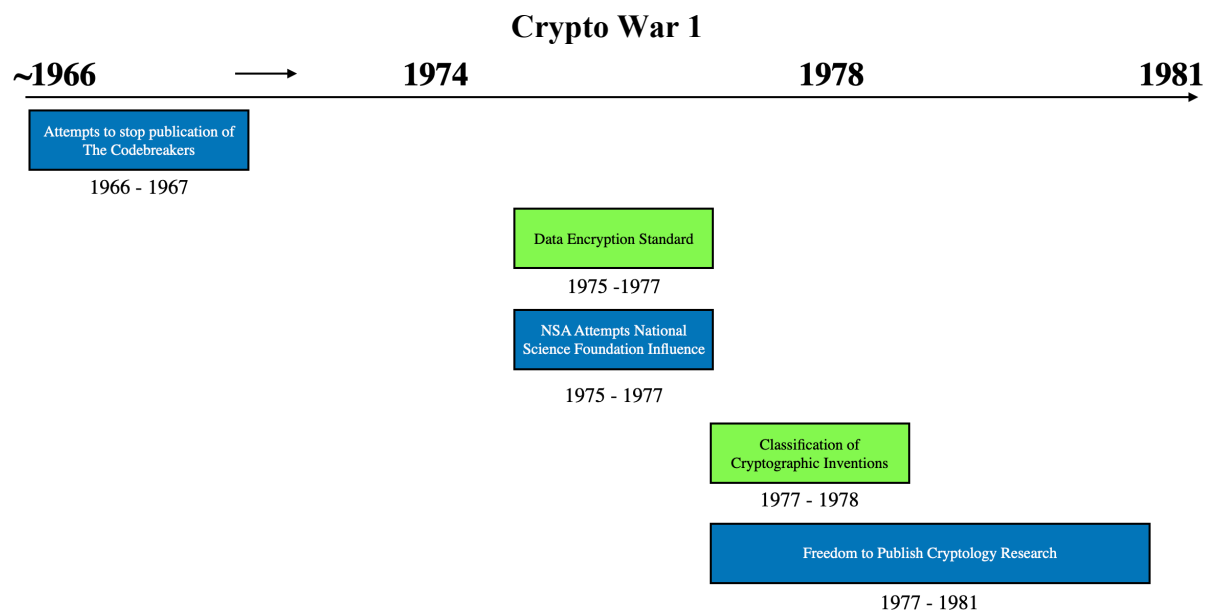 Crypto War 1
~1966
1974
1978
1981
Attempts to stop publication of
The Codebreakers
1966 - 1967
Data Encryption Standard
1975 -1977
NSA Attempts National
Science Foundation Influence
1975 - 1977
Classification of
Cryptographic Inventions
1977 - 1978
Freedom to Publish Cryptology Research
1977 - 1981